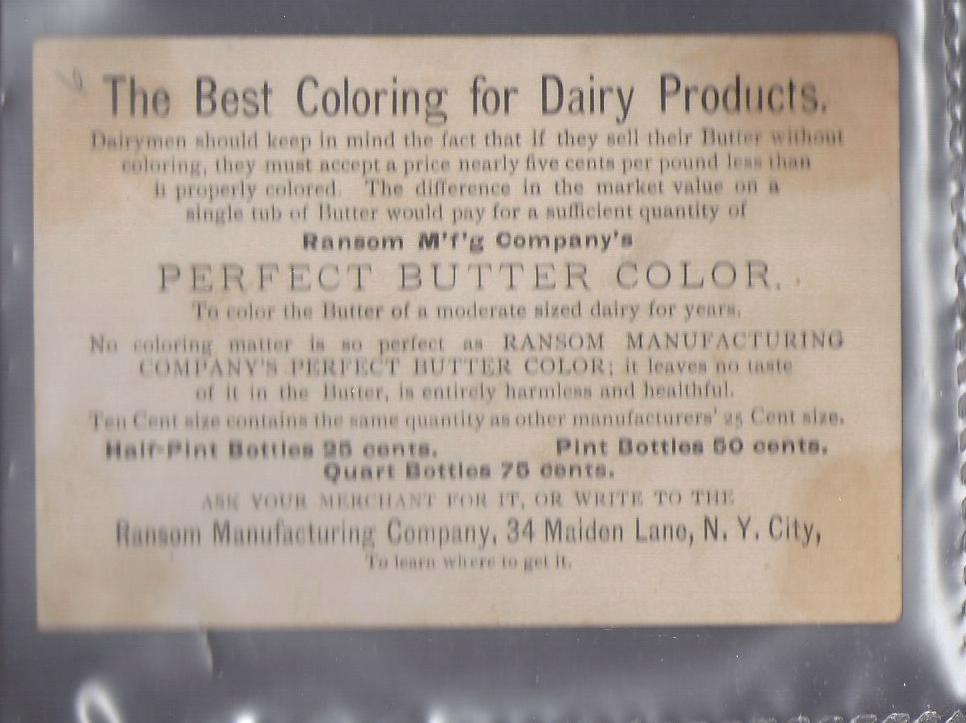 The Best Coloring for Dairy Products.
Dairymen should keep in mind the fact that if they sell their Butter without
coloring, they must accept a price nearly five cents per pound less than
if properly colored. The difference in the market value on a
single tub of Butter would pay for a sufficient quantity of
Ransom M'f'g Company's
PERFECT BUTTER COLOR.
To color the Butter of a moderate sized dairy for years.
No coloring matter is so perfect as RANSOM MANUFACTURING
COMPANY'S PERFECT BUTTER COLOR; it leaves no taste
of it in the Butter, is entirely harmless and healthful.
Ten Cent size contains the same quantity as other manufacturers' 25 Cent size.
Half-Pint Bottles 25 cents. Pint Bottles 50 cents.
Quart Bottles 75 cents.
ASK YOUR MERCHANT FOR IT, OR WRITE TO THE
Ransom Manufacturing Company, 34 Maiden Lane, N. Y. City,
To learn where to get it.